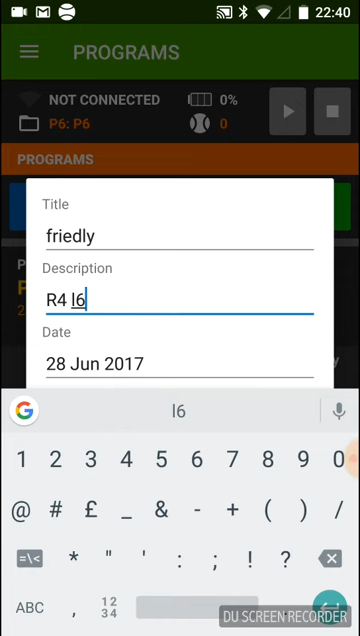 22:40
PROGRAMS
NOT CONNECTED 0%
P6: P6 0
PROGRAMS
Title
friedly
Description
R4 l6
Date
28 Jun 2017
l6
1 2 3 4 5 6 7 8 9 0
@ # £ _ & - + ( ) /
=\< * " ' : ; ! ?
ABC , 12 34 .
DU SCREEN RECORDER